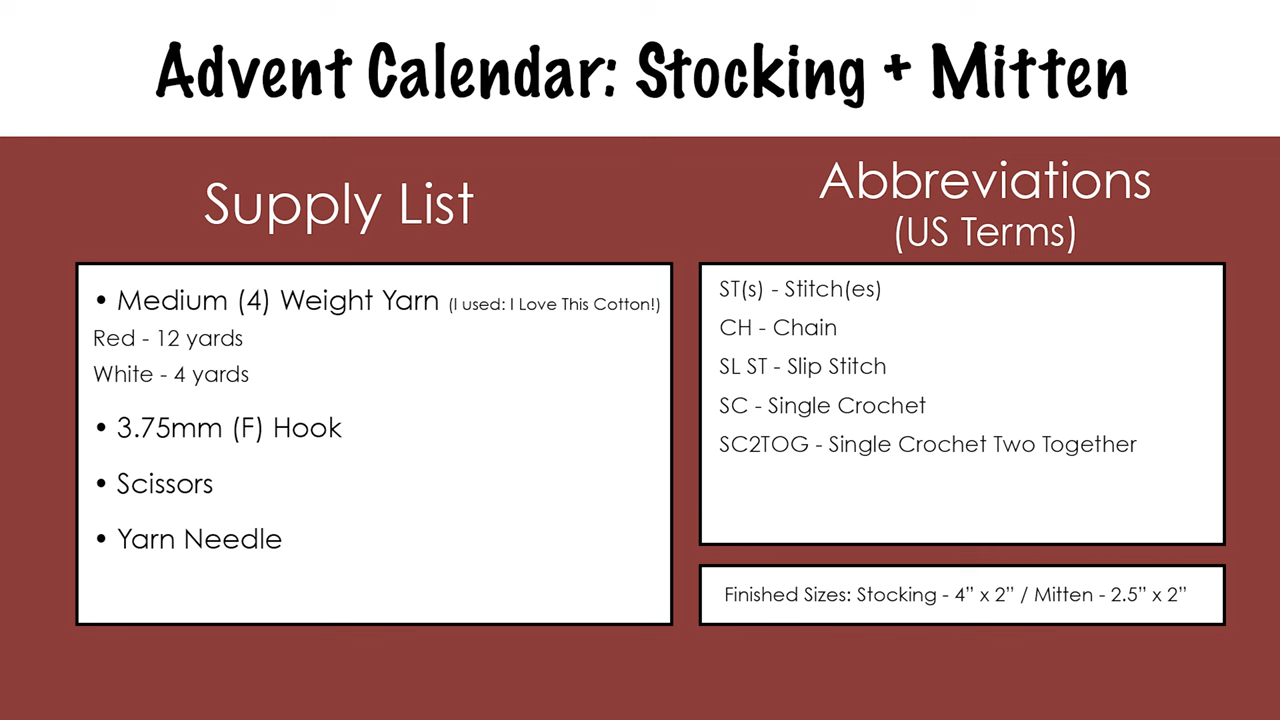 Advent Calendar: Stocking + Mitten
Supply List
• Medium (4) Weight Yarn (I used: I Love This Cotton!)
Red - 12 yards
White - 4 yards
• 3.75mm (F) Hook
• Scissors
• Yarn Needle
Abbreviations
(US Terms)
ST(s) - Stitch(es)
CH - Chain
SL ST - Slip Stitch
SC - Single Crochet
SC2TOG - Single Crochet Two Together
Finished Sizes: Stocking - 4” x 2” / Mitten - 2.5” x 2”